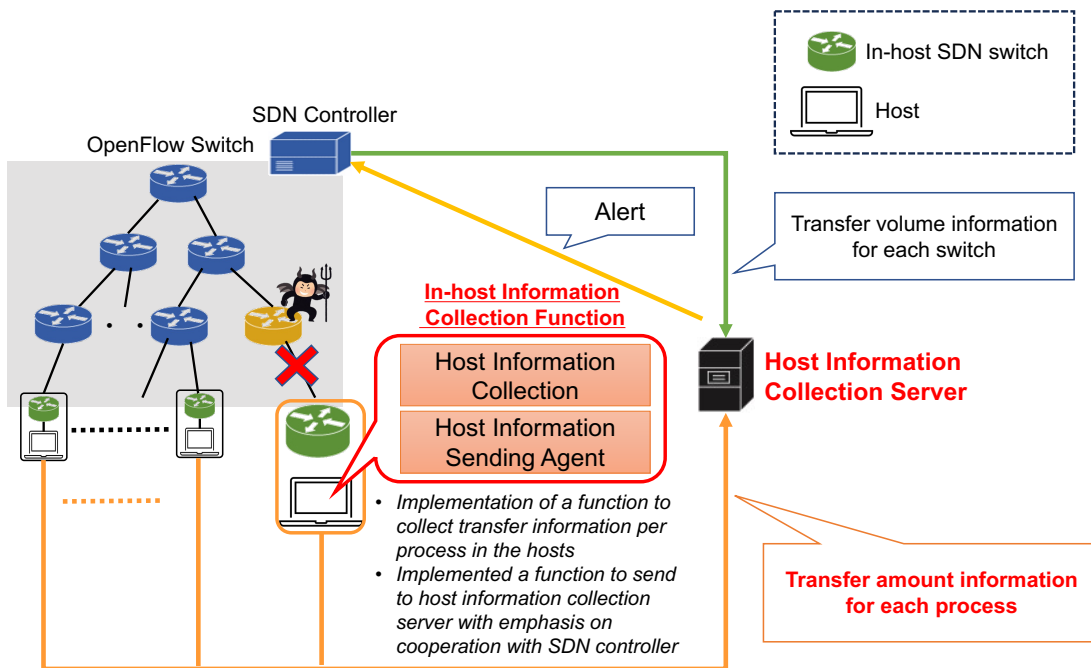 In-host SDN switch
Host
SDN Controller
OpenFlow Switch
Alert
Transfer volume information
for each switch
In-host Information
Collection Function
Host Information
Collection
Host Information
Sending Agent
Host Information
Collection Server
• Implementation of a function to
collect transfer information per
process in the hosts
• Implemented a function to send
to host information collection
server with emphasis on
cooperation with SDN controller
Transfer amount information
for each process